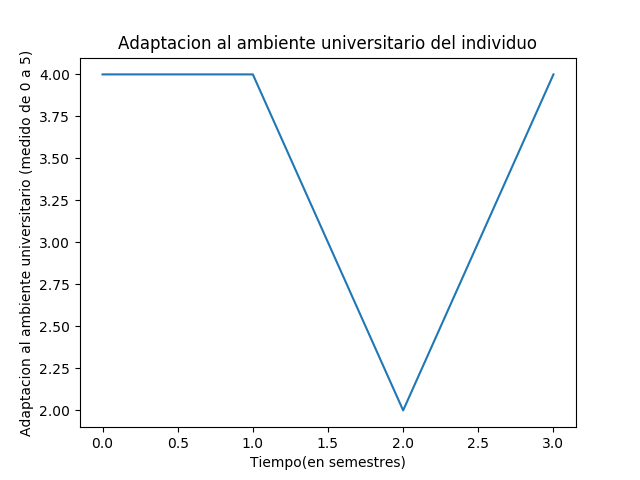 Adaptacion al ambiente universitario del individuo
Adaptacion al ambiente universitario (medido de 0 a 5)
4.00
3.75
3.50
3.25
3.00
2.75
2.50
2.25
2.00
0.0 0.5 1.0 1.5 2.0 2.5 3.0
Tiempo(en semestres)